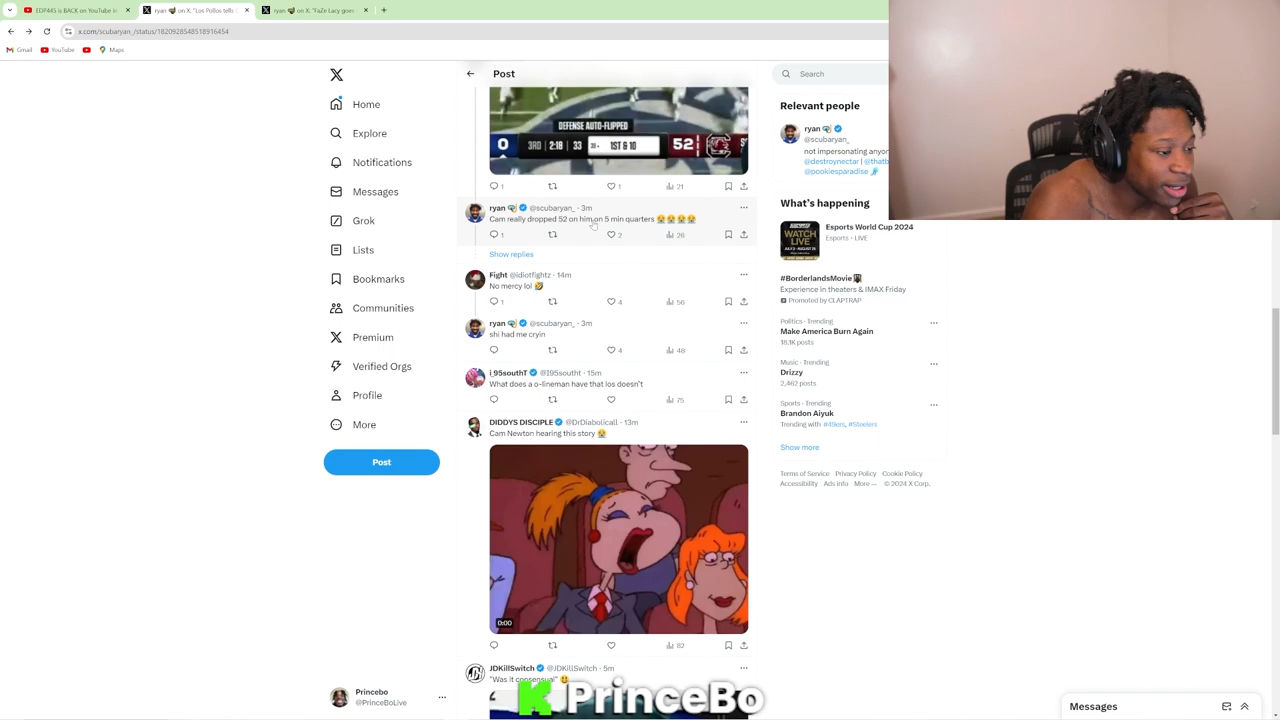 EDP445 is BACK on YouTube in
ryan on X: "Los Pollos tells
ryan on X: "FaZe Lacy goes
x.com/scubaryan_/status/1820928548518916454
Gmail
YouTube
Maps
Home
Explore
Notifications
Messages
Grok
Lists
Bookmarks
Communities
Premium
Verified Orgs
Profile
More
Post
Princebo
@PrinceBoLive
Post
DEFENSE AUTO-FLIPPED
0 3RD 2:18 33 1ST & 10 52
1 1 21
ryan @scubaryan_ · 3m
Cam really dropped 52 on him on 5 min quarters 😭😭😭😭
1 2 26
Show replies
Fight @idiotfightz · 14m
No mercy lol 🤣
1 4 56
ryan @scubaryan_ · 3m
shi had me cryin
4 48
i_95southT @I95southt · 15m
What does a o-lineman have that los doesn't
75
DIDDYS DISCIPLE @DrDiabolicall · 13m
Cam Newton hearing this story 😭
0:00
82
JDKillSwitch @JDKillSwitch · 5m
"Was it consensual" 😃
K PrinceBo
Search
Relevant people
ryan
@scubaryan_
not impersonating anyon
@destroynectar | @thatb
@pookiesparadise
What's happening
Esports World Cup 2024
Esports · LIVE
#BorderlandsMovie
Experience in theaters & IMAX Friday
Promoted by CLAPTRAP
Politics · Trending
Make America Burn Again
18.1K posts
Music · Trending
Drizzy
2,462 posts
Sports · Trending
Brandon Aiyuk
Trending with #49ers, #Steelers
Show more
Terms of Service Privacy Policy Cookie Policy
Accessibility Ads info More ··· © 2024 X Corp.
Messages